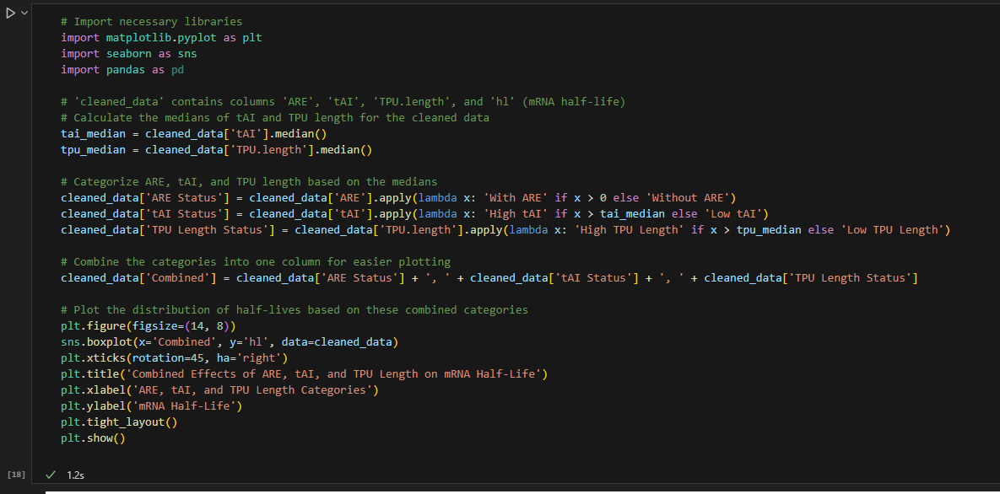 # Import necessary libraries
import matplotlib.pyplot as plt
import seaborn as sns
import pandas as pd
# 'cleaned_data' contains columns 'ARE', 'tAI', 'TPU.length', and 'hl' (mRNA half-life)
# Calculate the medians of tAI and TPU length for the cleaned data
tai_median = cleaned_data['tAI'].median()
tpu_median = cleaned_data['TPU.length'].median()
# Categorize ARE, tAI, and TPU length based on the medians
cleaned_data['ARE Status'] = cleaned_data['ARE'].apply(lambda x: 'With ARE' if x > 0 else 'Without ARE')
cleaned_data['tAI Status'] = cleaned_data['tAI'].apply(lambda x: 'High tAI' if x > tai_median else 'Low tAI')
cleaned_data['TPU Length Status'] = cleaned_data['TPU.length'].apply(lambda x: 'High TPU Length' if x > tpu_median else 'Low TPU Length')
# Combine the categories into one column for easier plotting
cleaned_data['Combined'] = cleaned_data['ARE Status'] + ', ' + cleaned_data['tAI Status'] + ', ' + cleaned_data['TPU Length Status']
# Plot the distribution of half-lives based on these combined categories
plt.figure(figsize=(14, 8))
sns.boxplot(x='Combined', y='hl', data=cleaned_data)
plt.xticks(rotation=45, ha='right')
plt.title('Combined Effects of ARE, tAI, and TPU Length on mRNA Half-Life')
plt.xlabel('ARE, tAI, and TPU Length Categories')
plt.ylabel('mRNA Half-Life')
plt.tight_layout()
plt.show()
[18] 1.2s